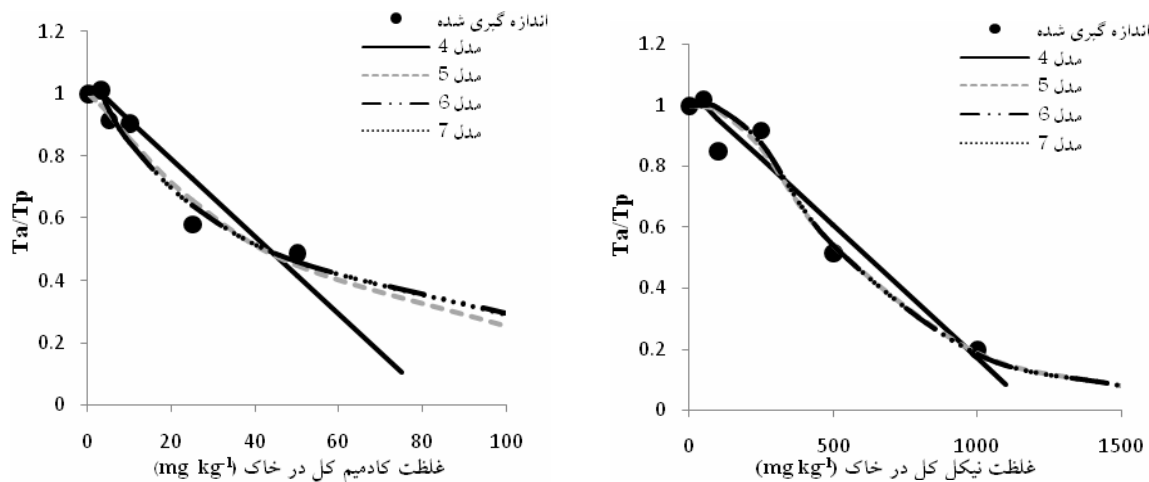 Ta/Tp
1.2
1
0.8
0.6
0.4
0.2
0
0 20 40 60 80 100
غلظت کادمیم کل در خاک (mg kg-1)
اندازه گیری شده
مدل 4
مدل 5
مدل 6
مدل 7
Ta/Tp
1.2
1
0.8
0.6
0.4
0.2
0
0 500 1000 1500
غلظت نیکل کل در خاک (mg kg-1)
اندازه گیری شده
مدل 4
مدل 5
مدل 6
مدل 7